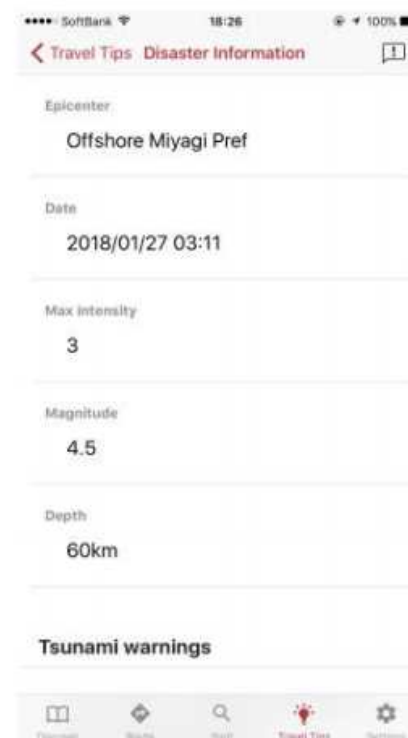 SoftBank 18:26 100%
Travel Tips Disaster Information
Epicenter
Offshore Miyagi Pref
Date
2018/01/27 03:11
Max intensity
3
Magnitude
4.5
Depth
60km
Tsunami warnings
Travel Tips